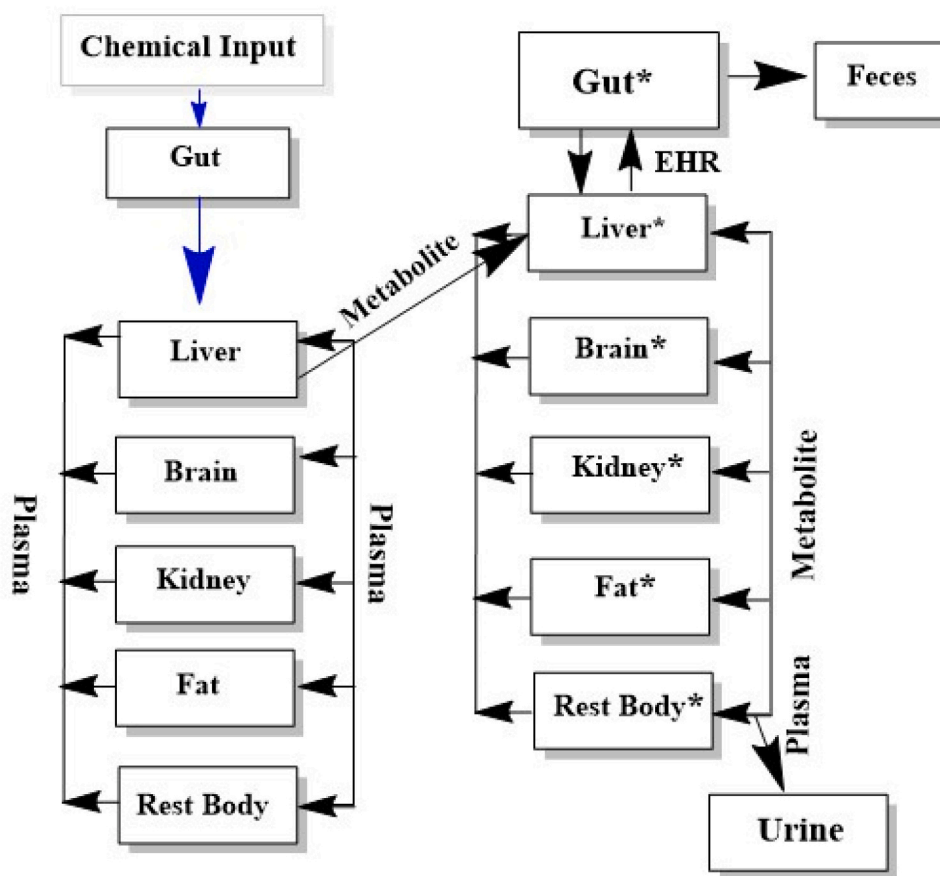 Chemical Input
Gut
Liver
Brain
Kidney
Fat
Rest Body
Plasma
Plasma
Metabolite
Gut*
Feces
EHR
Liver*
Brain*
Kidney*
Fat*
Rest Body*
Metabolite
Plasma
Urine